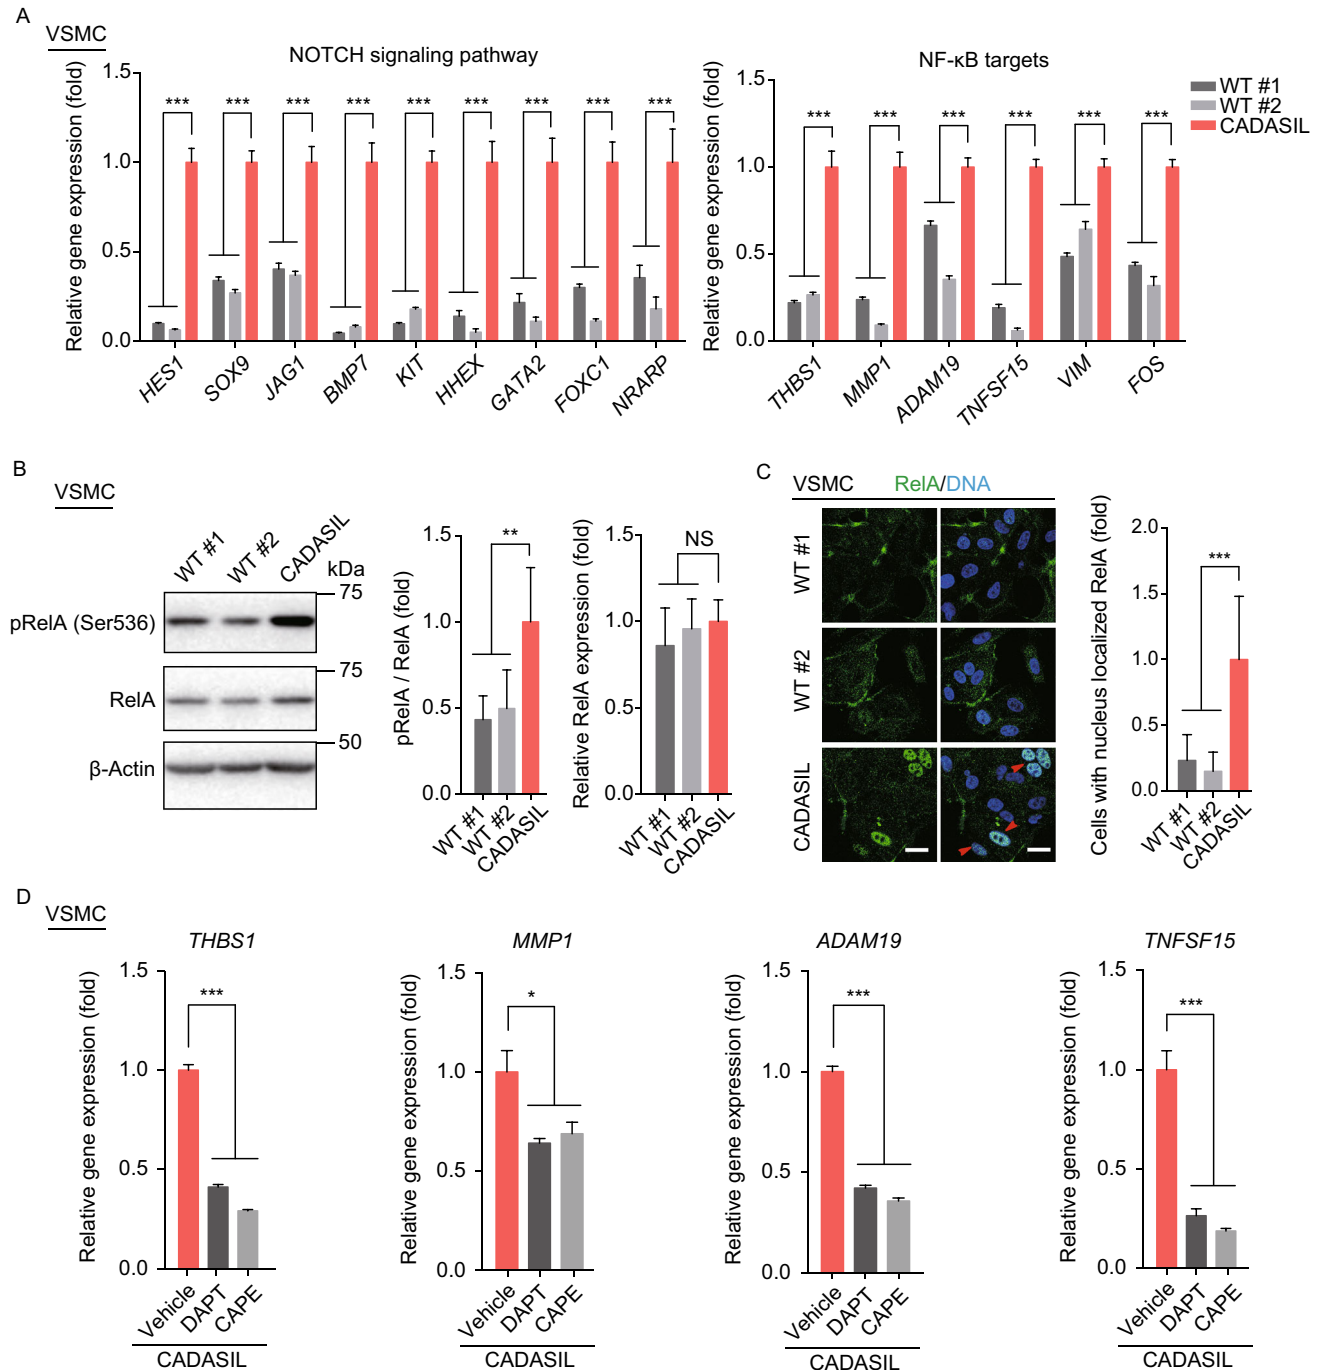 A
VSMC
NOTCH signaling pathway
Relative gene expression (fold)
1.5
1.0
0.5
0.0
*** *** *** *** *** *** *** *** ***
HES1 SOX9 JAG1 BMP7 KIT HHEX GATA2 FOXC1 NRARP
NF-κB targets
Relative gene expression (fold)
1.5
1.0
0.5
0.0
*** *** *** *** *** ***
THBS1 MMP1 ADAM19 TNFSF15 VIM FOS
WT #1
WT #2
CADASIL
B
VSMC
WT #1 WT #2 CADASIL
kDa
75
pRelA (Ser536)
75
RelA
50
β-Actin
pRelA / RelA (fold)
1.5
1.0
0.5
0.0
**
WT #1 WT #2 CADASIL
Relative RelA expression (fold)
1.5
1.0
0.5
0.0
NS
WT #1 WT #2 CADASIL
C
VSMC RelA/DNA
WT #1
WT #2
CADASIL
Cells with nucleus localized RelA (fold)
2.0
1.5
1.0
0.5
0.0
***
WT #1 WT #2 CADASIL
D
VSMC
THBS1
Relative gene expression (fold)
1.5
1.0
0.5
0.0
***
Vehicle DAPT CAPE
CADASIL
MMP1
Relative gene expression (fold)
1.5
1.0
0.5
0.0
*
Vehicle DAPT CAPE
CADASIL
ADAM19
Relative gene expression (fold)
1.5
1.0
0.5
0.0
***
Vehicle DAPT CAPE
CADASIL
TNFSF15
Relative gene expression (fold)
1.5
1.0
0.5
0.0
***
Vehicle DAPT CAPE
CADASIL